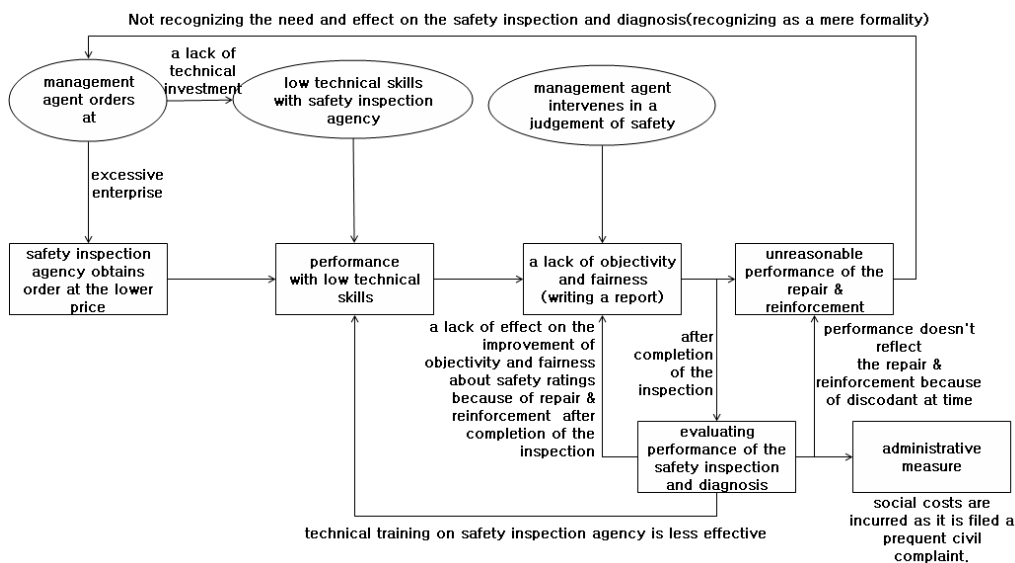 Not recognizing the need and effect on the safety inspection and diagnosis(recognizing as a mere formality)
a lack of
technical
investment
management
agent orders
at
low technical skills
with safety inspection
agency
management agent
intervenes in a
judgement of safety
excessive
enterprise
safety inspection
agency obtains
order at the lower
price
performance
with low technical
skills
a lack of objectivity
and fairness
(writing a report)
unreasonable
performance of the
repair &
reinforcement
a lack of effect on the
improvement of
objectivity and fairness
about safety ratings
because of repair &
reinforcement after
completion of the
inspection
after
completion
of the
inspection
performance doesn't
reflect
the repair &
reinforcement because
of discodant at time
evaluating
performance of the
safety inspection
and diagnosis
administrative
measure
social costs are
incurred as it is filed a
prequent civil
complaint.
technical training on safety inspection agency is less effective